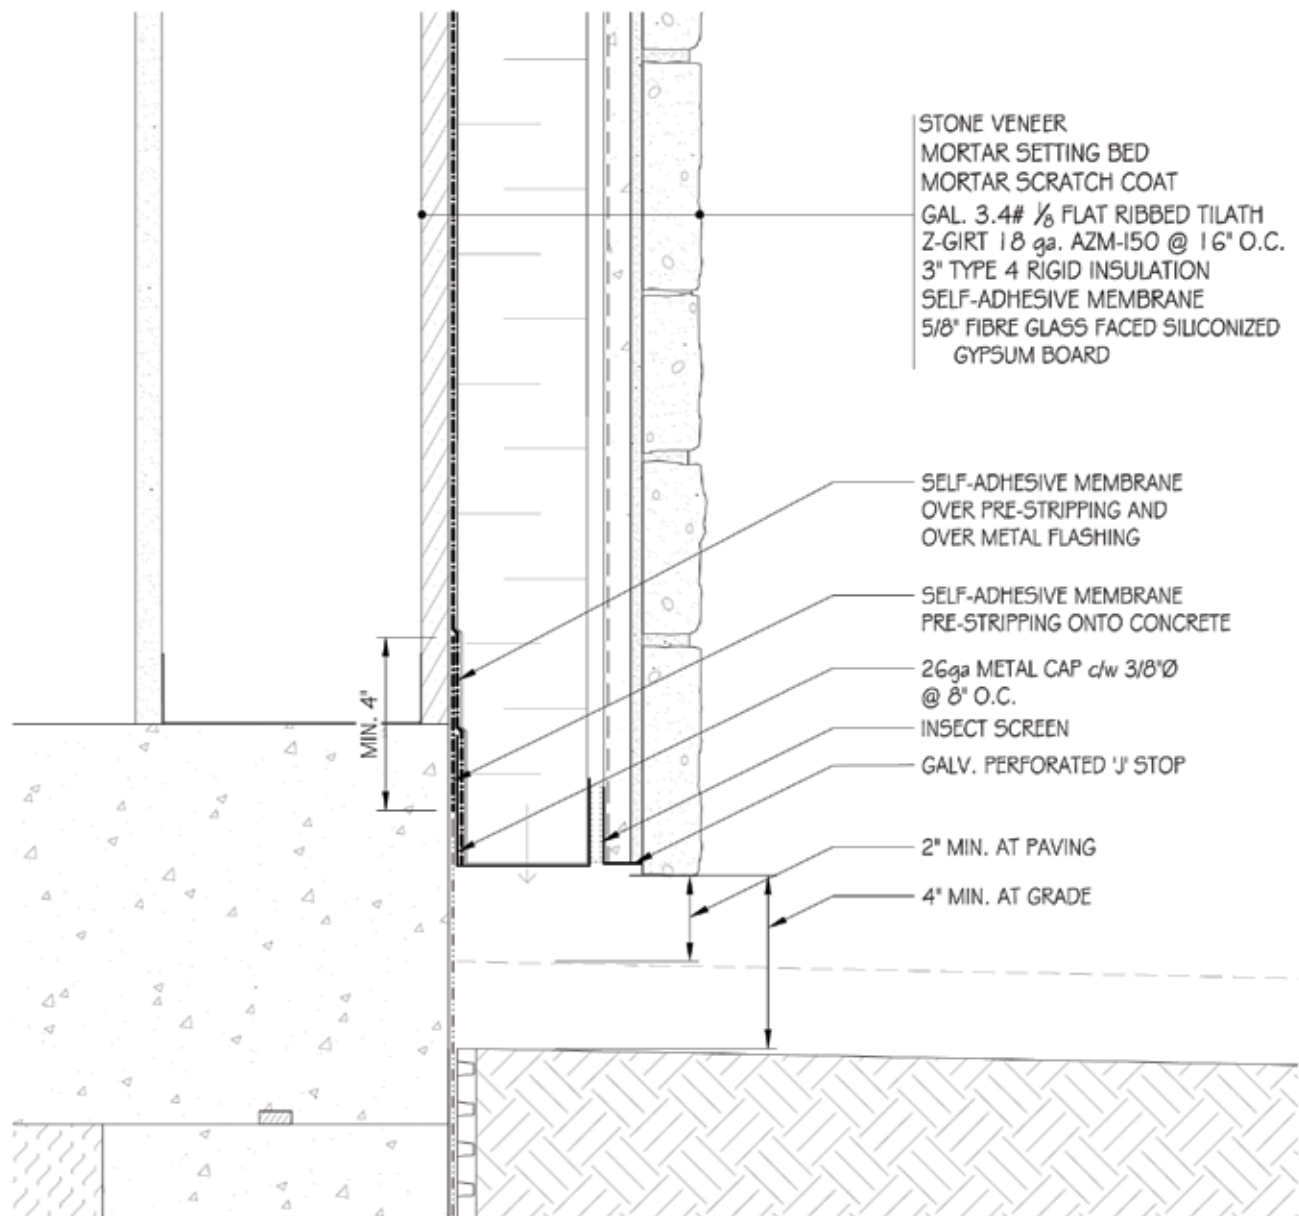 STONE VENEER
MORTAR SETTING BED
MORTAR SCRATCH COAT
GAL. 3.4# ⅛ FLAT RIBBED TILATH
Z-GIRT 18 ga. AZM-150 @ 16" O.C.
3" TYPE 4 RIGID INSULATION
SELF-ADHESIVE MEMBRANE
5/8" FIBRE GLASS FACED SILICONIZED
GYPSUM BOARD
SELF-ADHESIVE MEMBRANE
OVER PRE-STRIPPING AND
OVER METAL FLASHING
SELF-ADHESIVE MEMBRANE
PRE-STRIPPING ONTO CONCRETE
26ga METAL CAP c/w 3/8"Ø
@ 8" O.C.
INSECT SCREEN
GALV. PERFORATED 'J' STOP
2" MIN. AT PAVING
4" MIN. AT GRADE
MIN. 4"